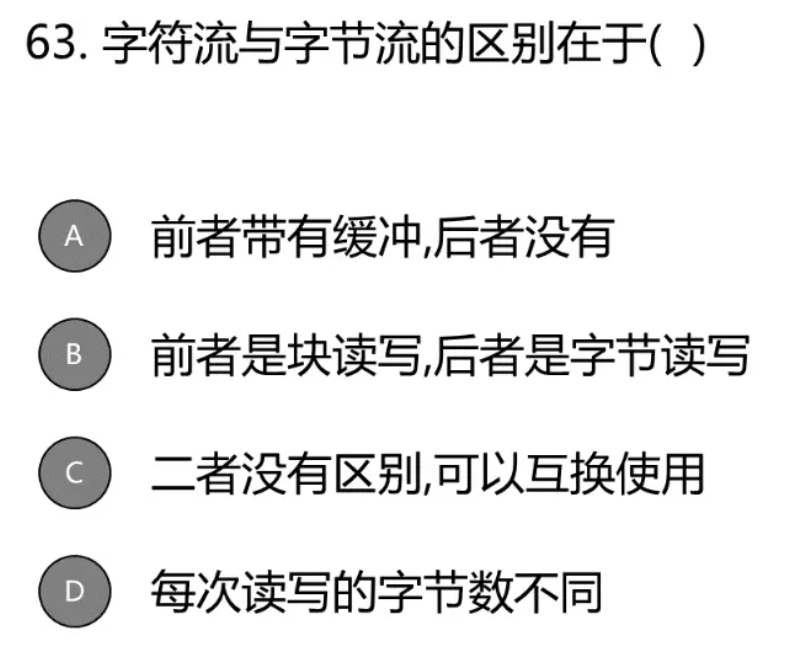 63. 字符流与字节流的区别在于( )
A 前者带有缓冲,后者没有
B 前者是块读写,后者是字节读写
C 二者没有区别,可以互换使用
D 每次读写的字节数不同